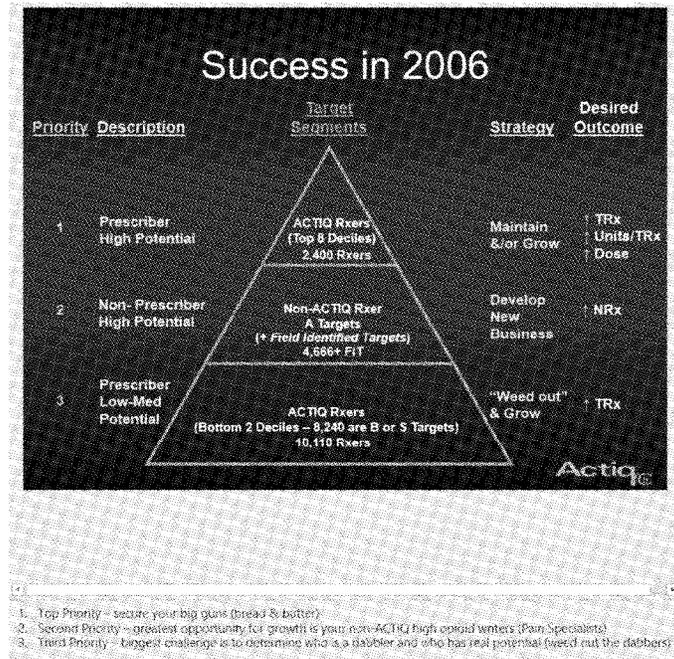 Success in 2006
Priority Description Target Segments Strategy Desired Outcome
1
Prescriber
High Potential
ACTIQ Rxers
(Top 8 Deciles)
2,400 Rxers
Maintain
&/or Grow
↑ TRx
↑ Units/TRx
↑ Dose
2
Non- Prescriber
High Potential
Non-ACTIQ Rxer
A Targets
(+ Field Identified Targets)
4,666+ FIT
Develop
New
Business
↑ NRx
3
Prescriber
Low-Med
Potential
ACTIQ Rxers
(Bottom 2 Deciles – 8,240 are B or S Targets)
10,110 Rxers
"Weed out"
& Grow
↑ TRx
Actiq CII
1. Top Priority – secure your big guns (bread & butter)
2. Second Priority – greatest opportunity for growth is your non-ACTIQ high opioid writers (Pain Specialists)
3. Third Priority – biggest challenge is to determine who is a dabbler and who has real potential (weed out the dabbers)